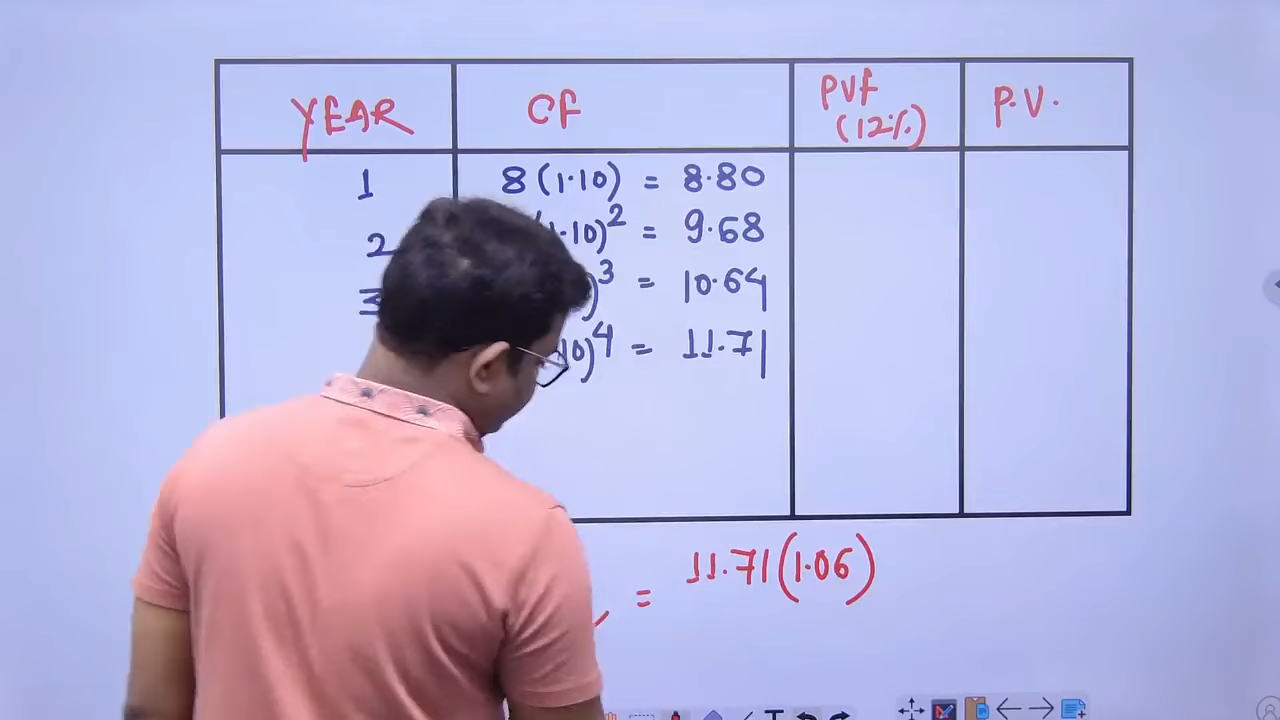 YEAR CF PVF (12%) P.V.
1 8(1.10) = 8.80
2 1.10)² = 9.68
3 )³ = 10.64
10)⁴ = 11.71
= 11.71(1.06)